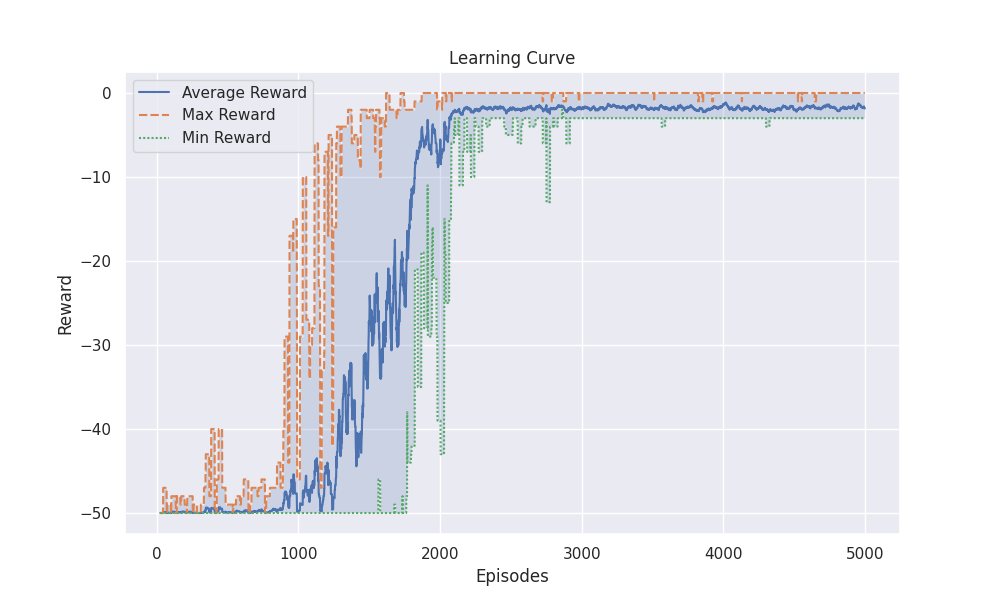 Learning Curve
Average Reward
Max Reward
Min Reward
Reward
0
−10
−20
−30
−40
−50
0 1000 2000 3000 4000 5000
Episodes